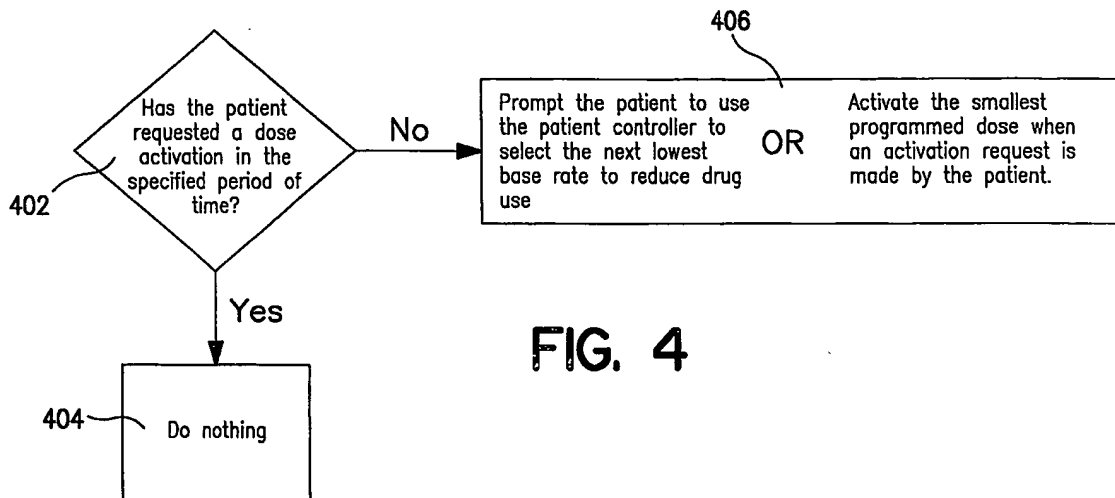 406
Has the patient
requested a dose
activation in the
specified period of
time?
402
No
Prompt the patient to use
the patient controller to
select the next lowest
base rate to reduce drug
use
OR
Activate the smallest
programmed dose when
an activation request is
made by the patient.
Yes
FIG. 4
404
Do nothing